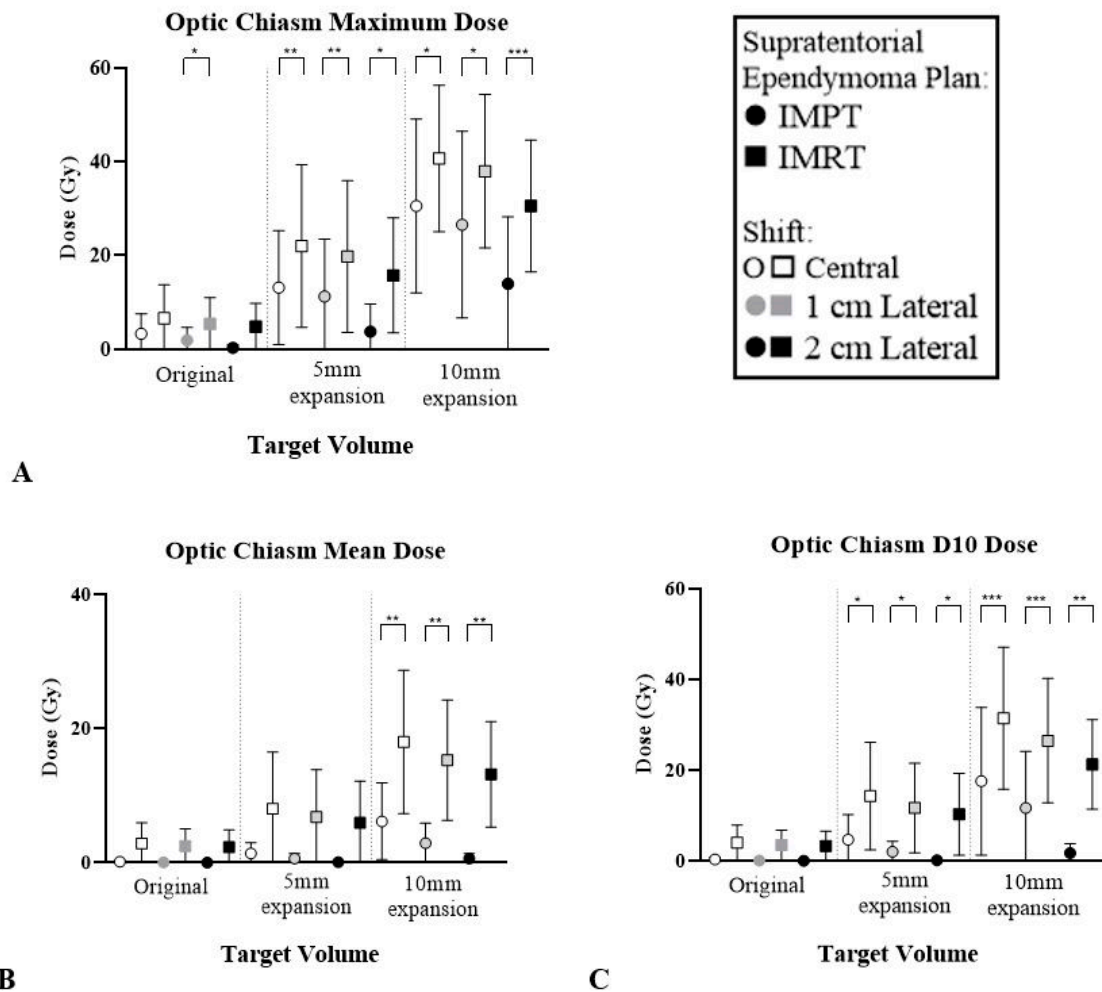 Optic Chiasm Maximum Dose
* ** ** * * * ***
60
40
20
0
Dose (Gy)
Original
5mm
expansion
10mm
expansion
Target Volume
A
Supratentorial
Ependymoma Plan:
IMPT
IMRT
Shift:
Central
1 cm Lateral
2 cm Lateral
Optic Chiasm Mean Dose
** ** **
40
20
0
Dose (Gy)
Original
5mm
expansion
10mm
expansion
Target Volume
B
Optic Chiasm D10 Dose
* * * *** *** **
60
40
20
0
Dose (Gy)
Original
5mm
expansion
10mm
expansion
Target Volume
C